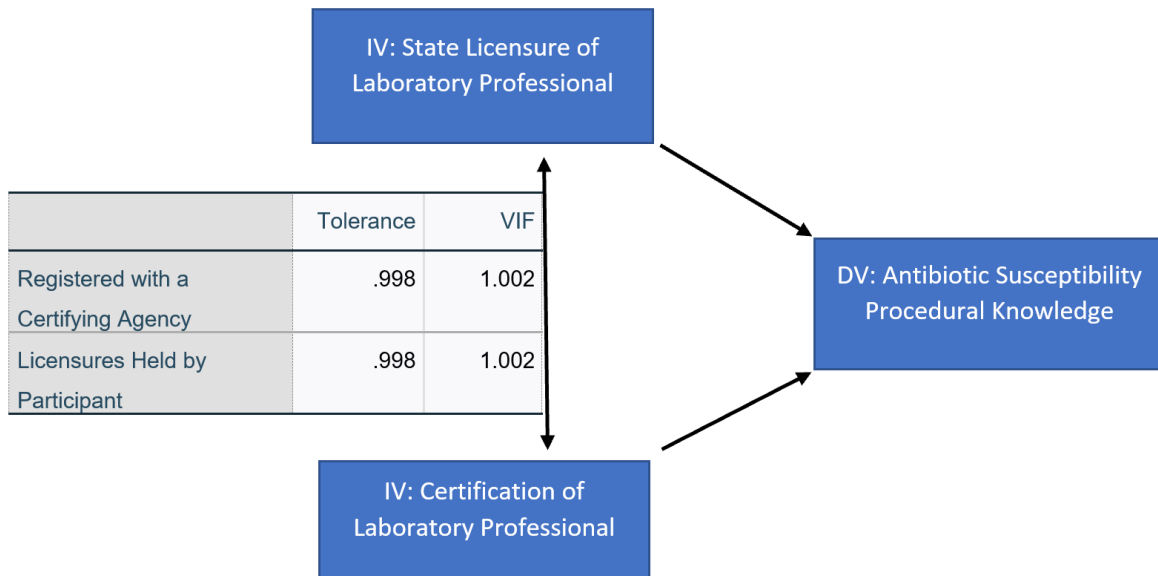 IV: State Licensure of
Laboratory Professional
Tolerance VIF
Registered with a
Certifying Agency
.998 1.002
Licensures Held by
Participant
.998 1.002
DV: Antibiotic Susceptibility
Procedural Knowledge
IV: Certification of
Laboratory Professional